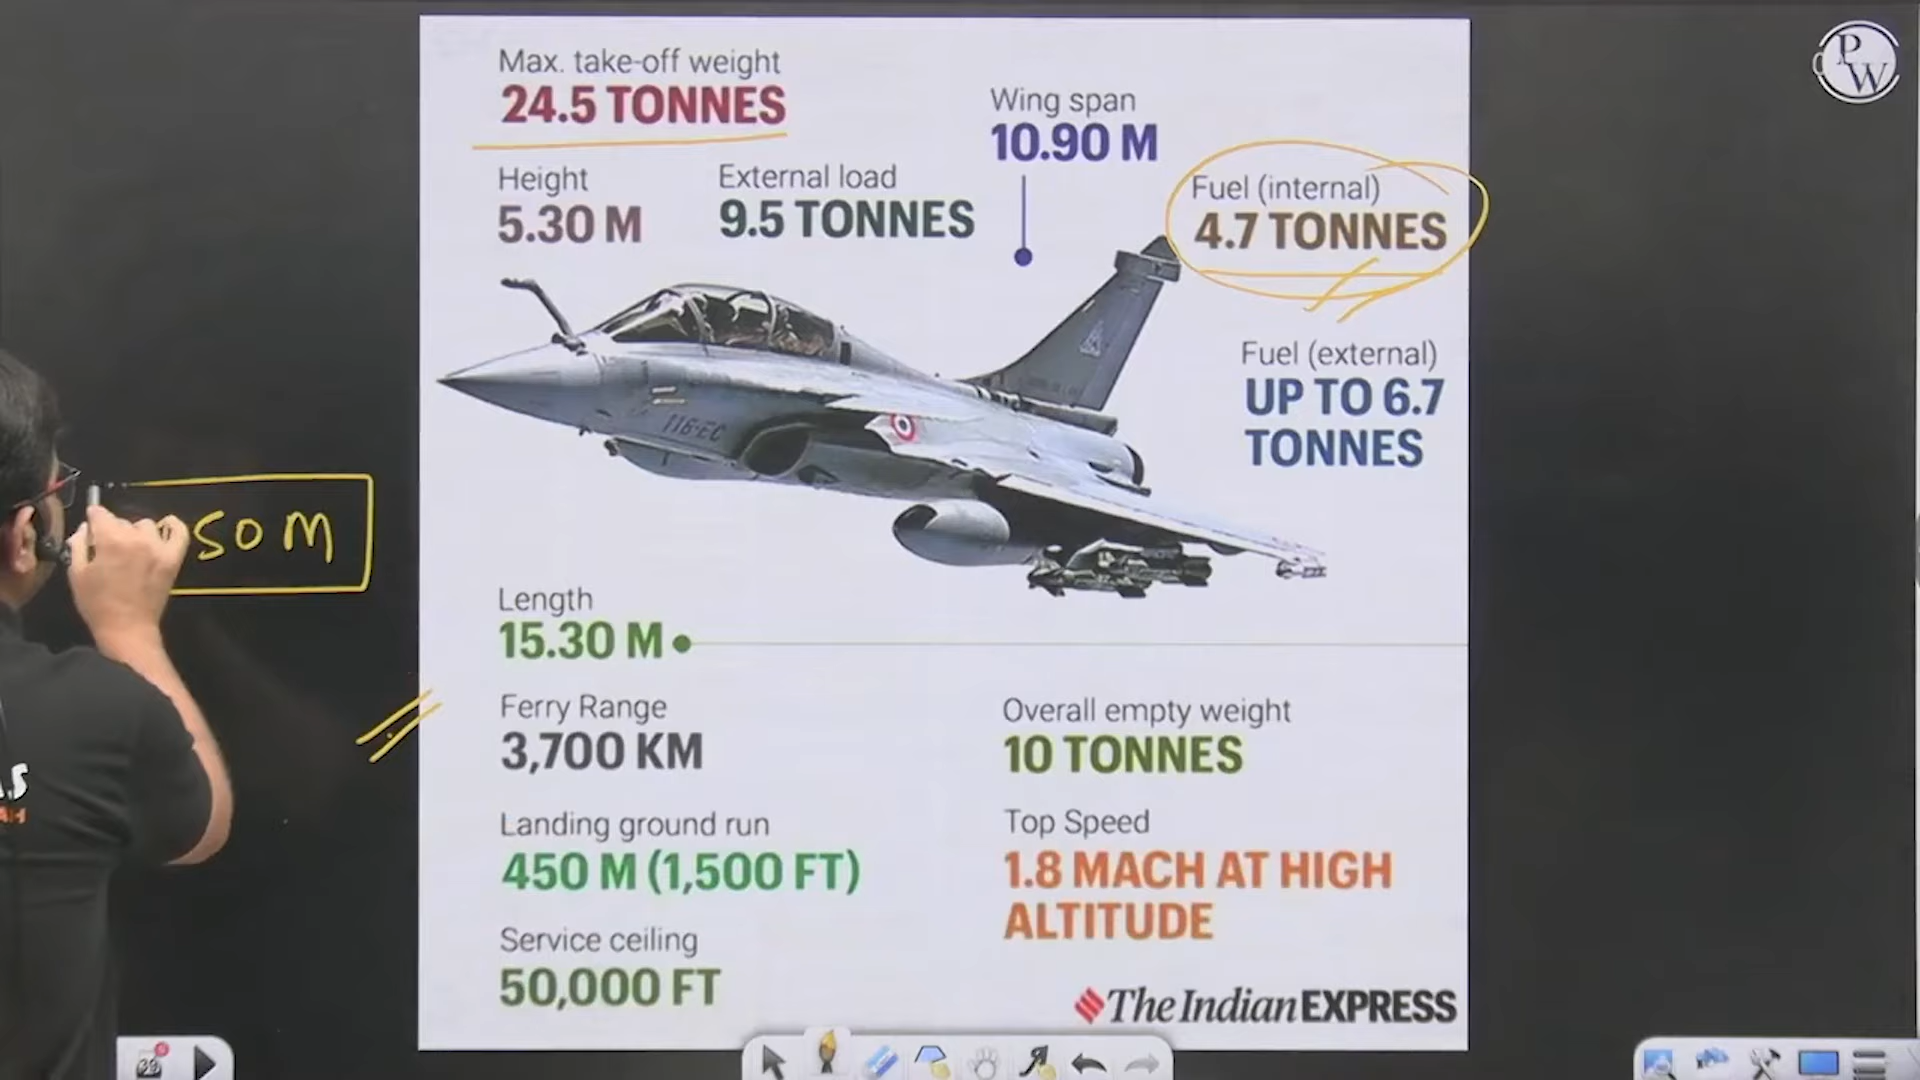 PW
Max. take-off weight
24.5 TONNES
Wing span
10.90 M
Height
5.30 M
External load
9.5 TONNES
Fuel (internal)
4.7 TONNES
Fuel (external)
UP TO 6.7
TONNES
116-EC
50 M
Length
15.30 M
Ferry Range
3,700 KM
Overall empty weight
10 TONNES
Landing ground run
450 M (1,500 FT)
Top Speed
1.8 MACH AT HIGH
ALTITUDE
Service ceiling
50,000 FT
The Indian EXPRESS